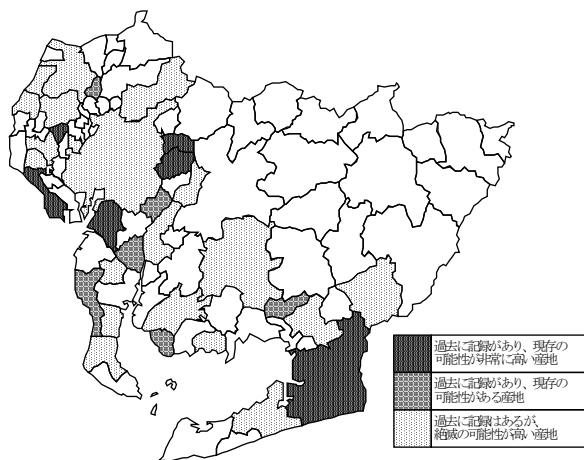 過去に記録があり、現存の
可能性が非常に高い産地
過去に記録があり、現存の
可能性がある産地
過去に記録はあるが、
絶滅の可能性が高い産地